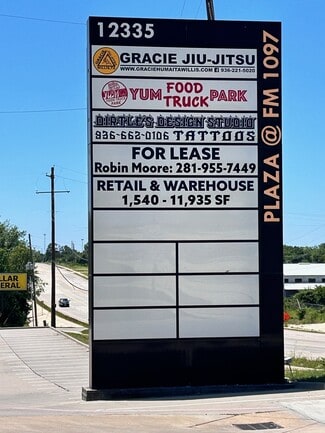 12335
GRACIE JIU-JITSU
WWW.GRACIEHUMAITAWILLIS.COM 936-221-5020
YUM FOOD TRUCK PARK
DIRTLE'S DESIGN STUDIO
936-662-0106 TATTOOS
FOR LEASE
Robin Moore: 281-955-7449
RETAIL & WAREHOUSE
1,540 - 11,935 SF
PLAZA @ FM 1097
LAR
ERAL